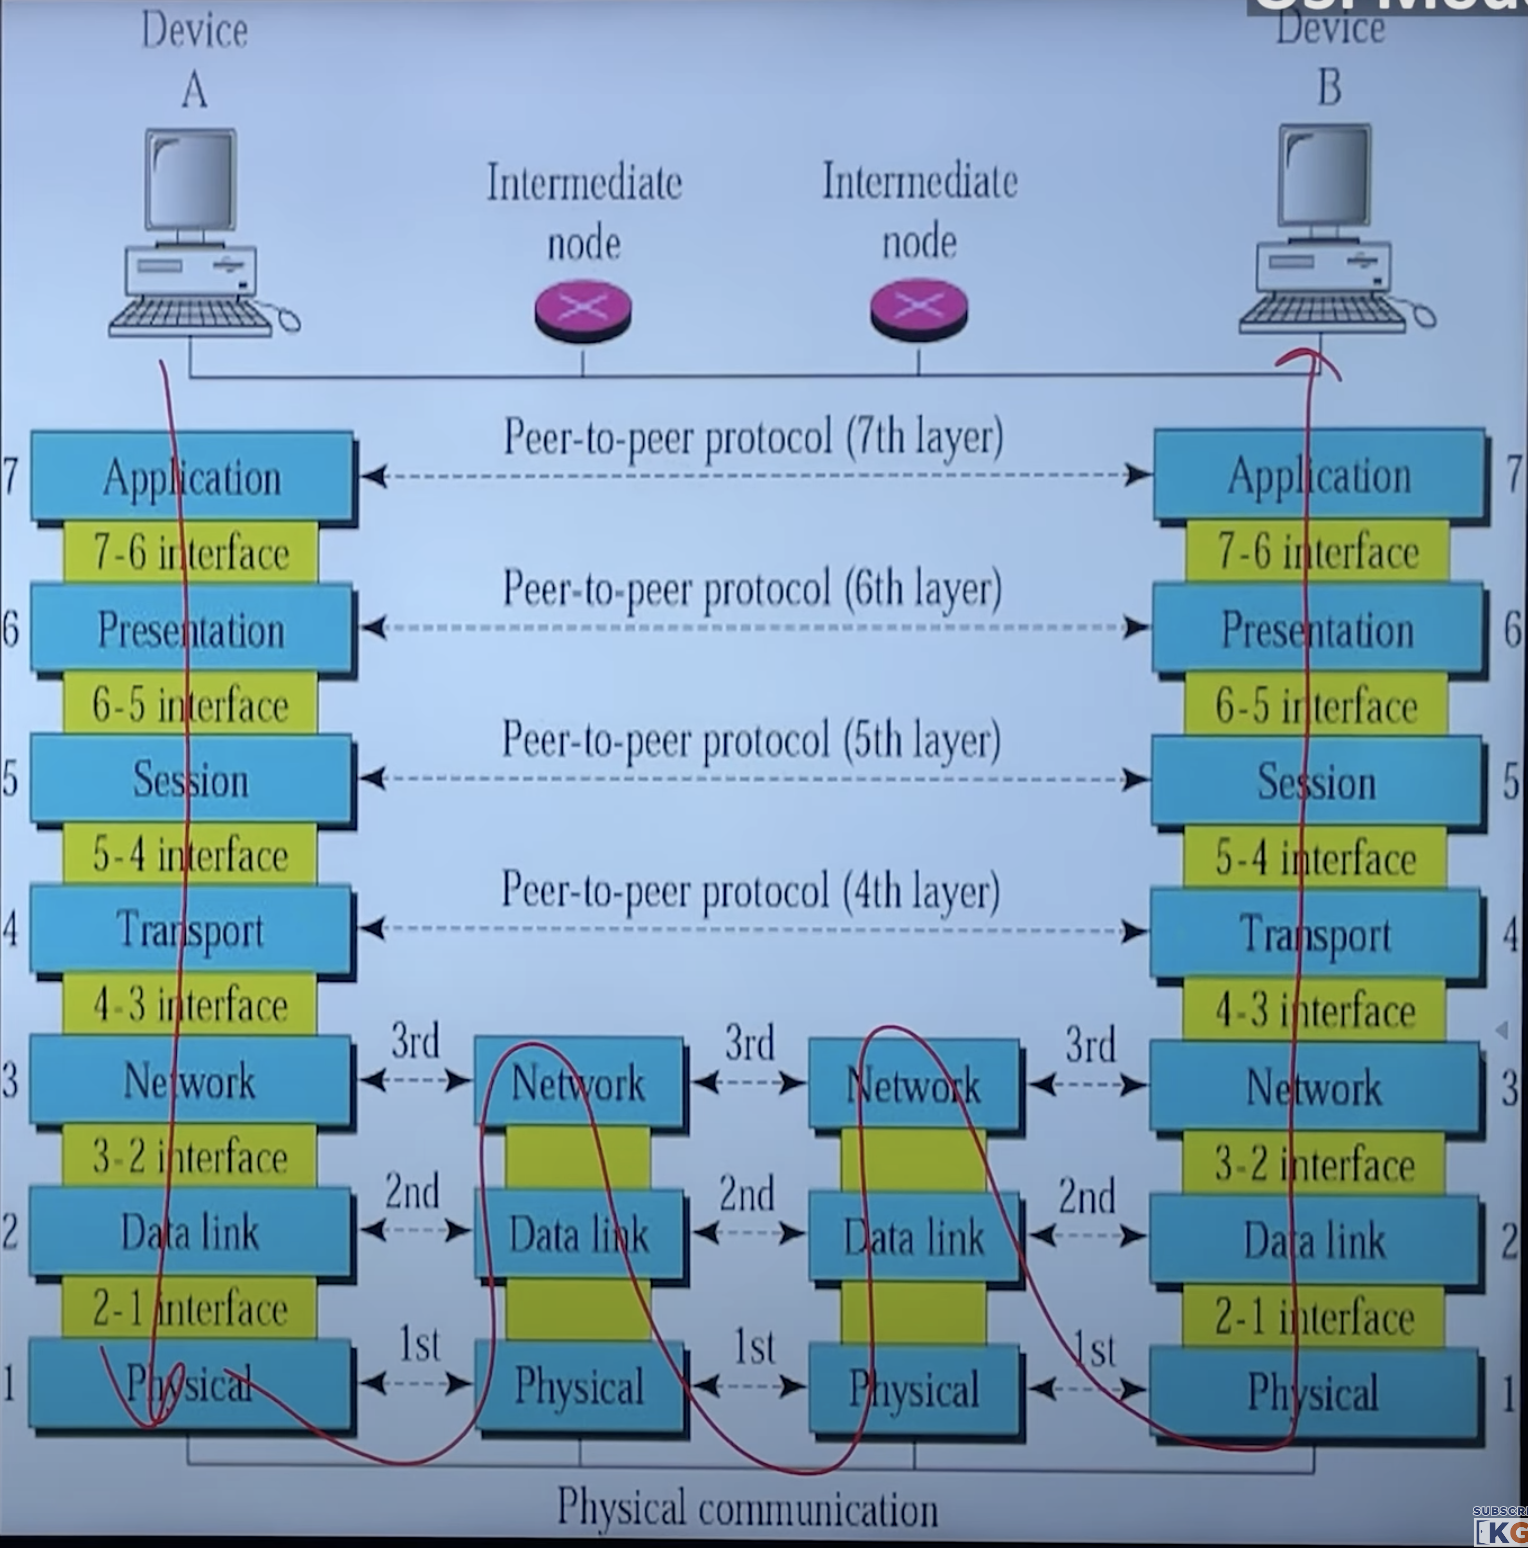 OSI Mod
Device
A
Device
B
Intermediate
node
Intermediate
node
Peer-to-peer protocol (7th layer)
7 Application
Application 7
7-6 interface
7-6 interface
Peer-to-peer protocol (6th layer)
6 Presentation
Presentation 6
6-5 interface
6-5 interface
Peer-to-peer protocol (5th layer)
5 Session
Session 5
5-4 interface
5-4 interface
Peer-to-peer protocol (4th layer)
4 Transport
Transport 4
4-3 interface
4-3 interface
3rd 3rd 3rd
3 Network Network Network Network 3
3-2 interface
3-2 interface
2nd 2nd 2nd
2 Data link Data link Data link Data link 2
2-1 interface
2-1 interface
1st 1st 1st
1 Physical Physical Physical Physical 1
Physical communication
SUBSCRI
KG